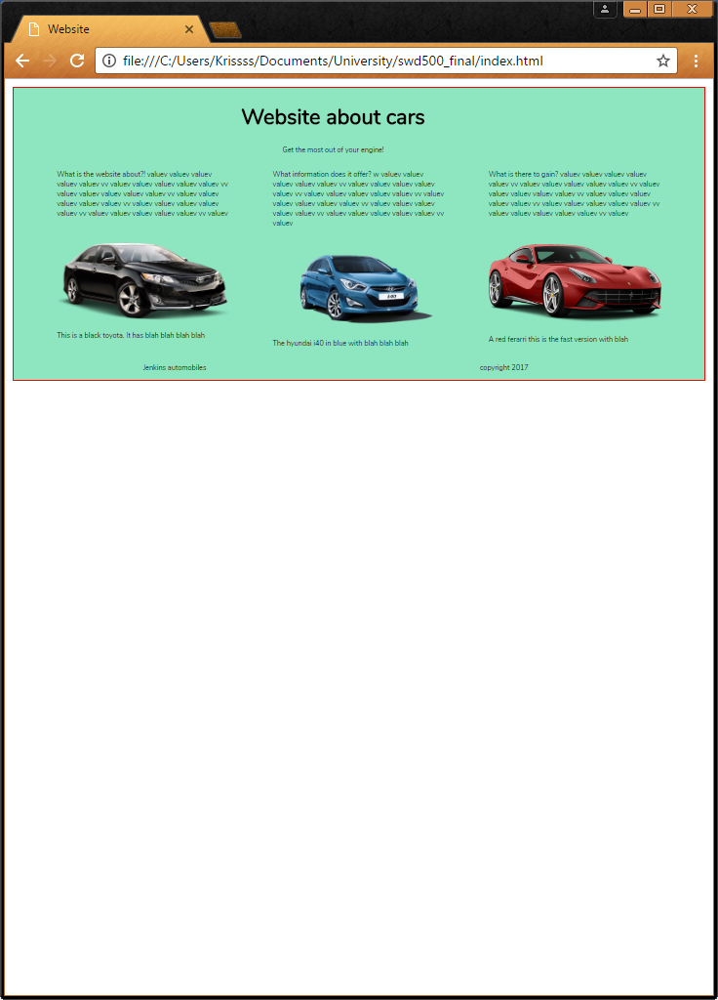 Website
file:///C:/Users/Krissss/Documents/University/swd500_final/index.html
Website about cars
Get the most out of your engine!
What is the website about?! valuev valuev valuev
valuev valuev vv valuev valuev valuev valuev valuev vv
valuev valuev valuev valuev valuev vv valuev valuev
valuev valuev valuev vv valuev valuev valuev valuev
valuev vv valuev valuev valuev valuev vv valuev
What information does it offer? w valuev valuev
valuev valuev valuev vv valuev valuev valuev valuev
valuev vv valuev valuev valuev valuev vv valuev valuev
valuev valuev valuev vv valuev valuev valuev valuev
valuev valuev vv valuev valuev valuev valuev valuev vv
valuev
What is there to gain? valuev valuev valuev valuev
valuev vv valuev valuev valuev valuev vv valuev
valuev valuev valuev valuev vv valuev valuev valuev
valuev vv valuev valuev valuev valuev valuev vv
valuev valuev valuev valuev vv valuev
i40
This is a black toyota. It has blah blah blah blah
The hyundai i40 in blue with blah blah blah
A red ferarri this is the fast version with blah
Jenkins automobiles
copyright 2017